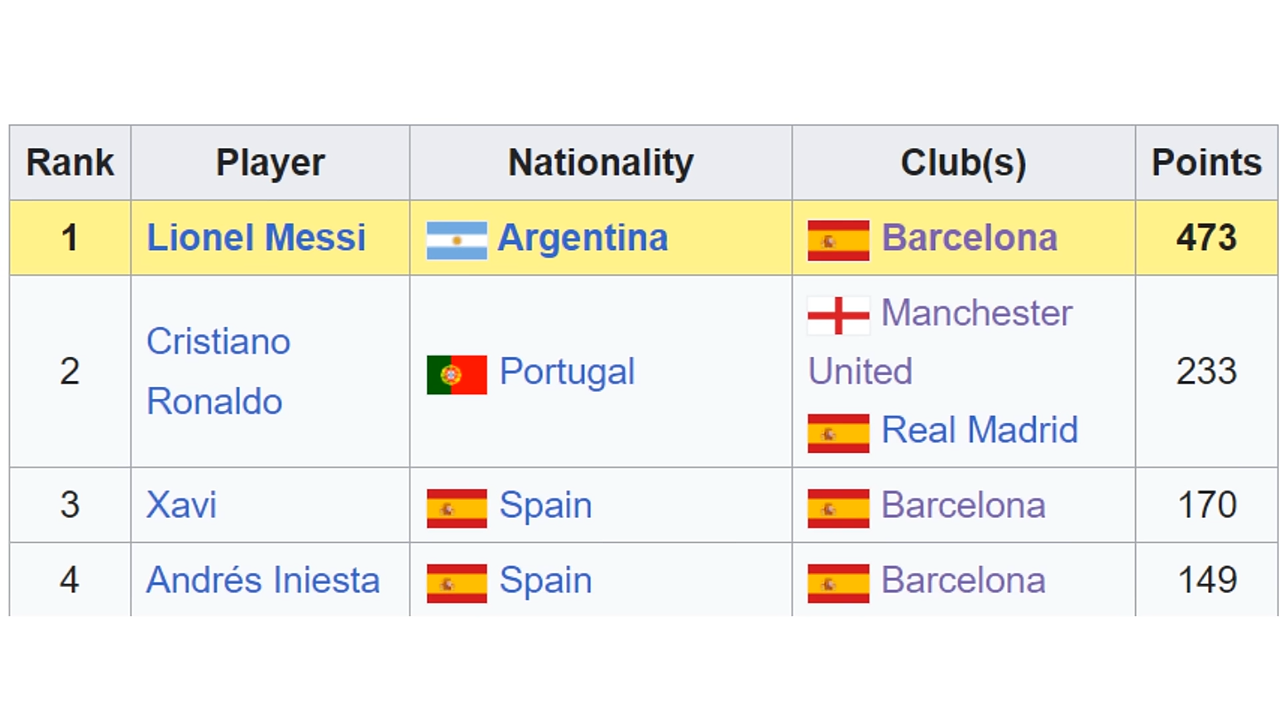 Rank Player Nationality Club(s) Points
1 Lionel Messi Argentina Barcelona 473
2 Cristiano Ronaldo Portugal Manchester United Real Madrid 233
3 Xavi Spain Barcelona 170
4 Andrés Iniesta Spain Barcelona 149